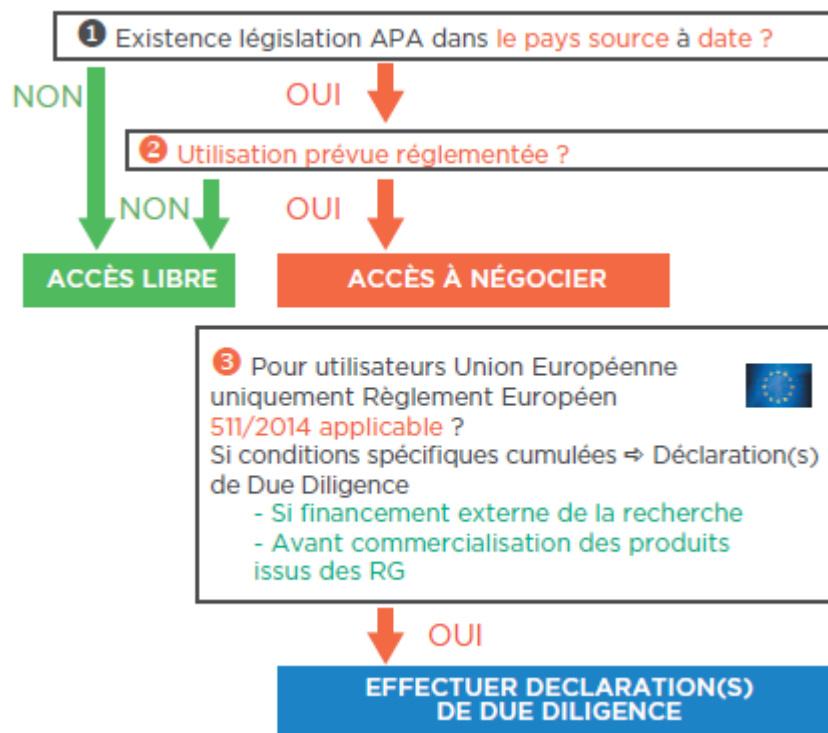 ❶ Existence législation APA dans le pays source à date ?
NON
OUI
❷ Utilisation prévue réglementée ?
NON
OUI
ACCÈS LIBRE
ACCÈS À NÉGOCIER
❸ Pour utilisateurs Union Européenne
uniquement Règlement Européen
511/2014 applicable ?
Si conditions spécifiques cumulées ⇨ Déclaration(s)
de Due Diligence
- Si financement externe de la recherche
- Avant commercialisation des produits
issus des RG
OUI
EFFECTUER DECLARATION(S)
DE DUE DILIGENCE